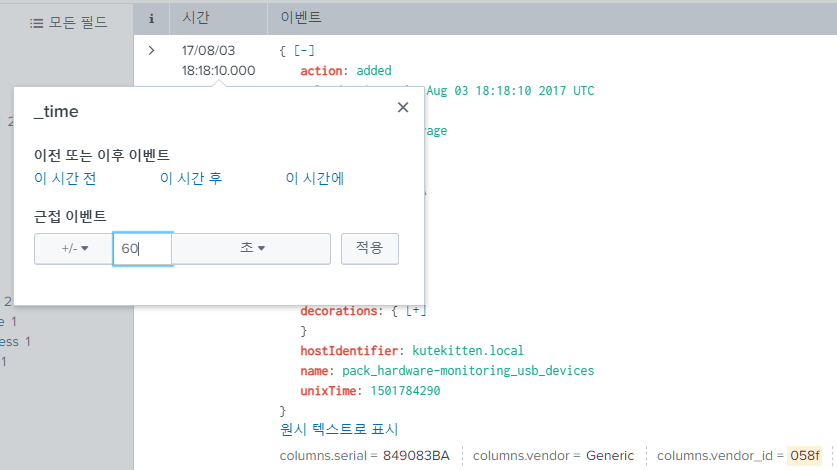 모든 필드
i 시간 이벤트
17/08/03
18:18:10.000
{ [-]
action: added
Aug 03 18:18:10 2017 UTC
_time
이전 또는 이후 이벤트
이 시간 전 이 시간 후 이 시간에
근접 이벤트
+/- 60 초 적용
2
decorations: { [+]
}
1
hostIdentifier: kutekitten.local
ess 1
name: pack_hardware-monitoring_usb_devices
1
unixTime: 1501784290
}
원시 텍스트로 표시
columns.serial = 849083BA columns.vendor = Generic columns.vendor_id = 058f